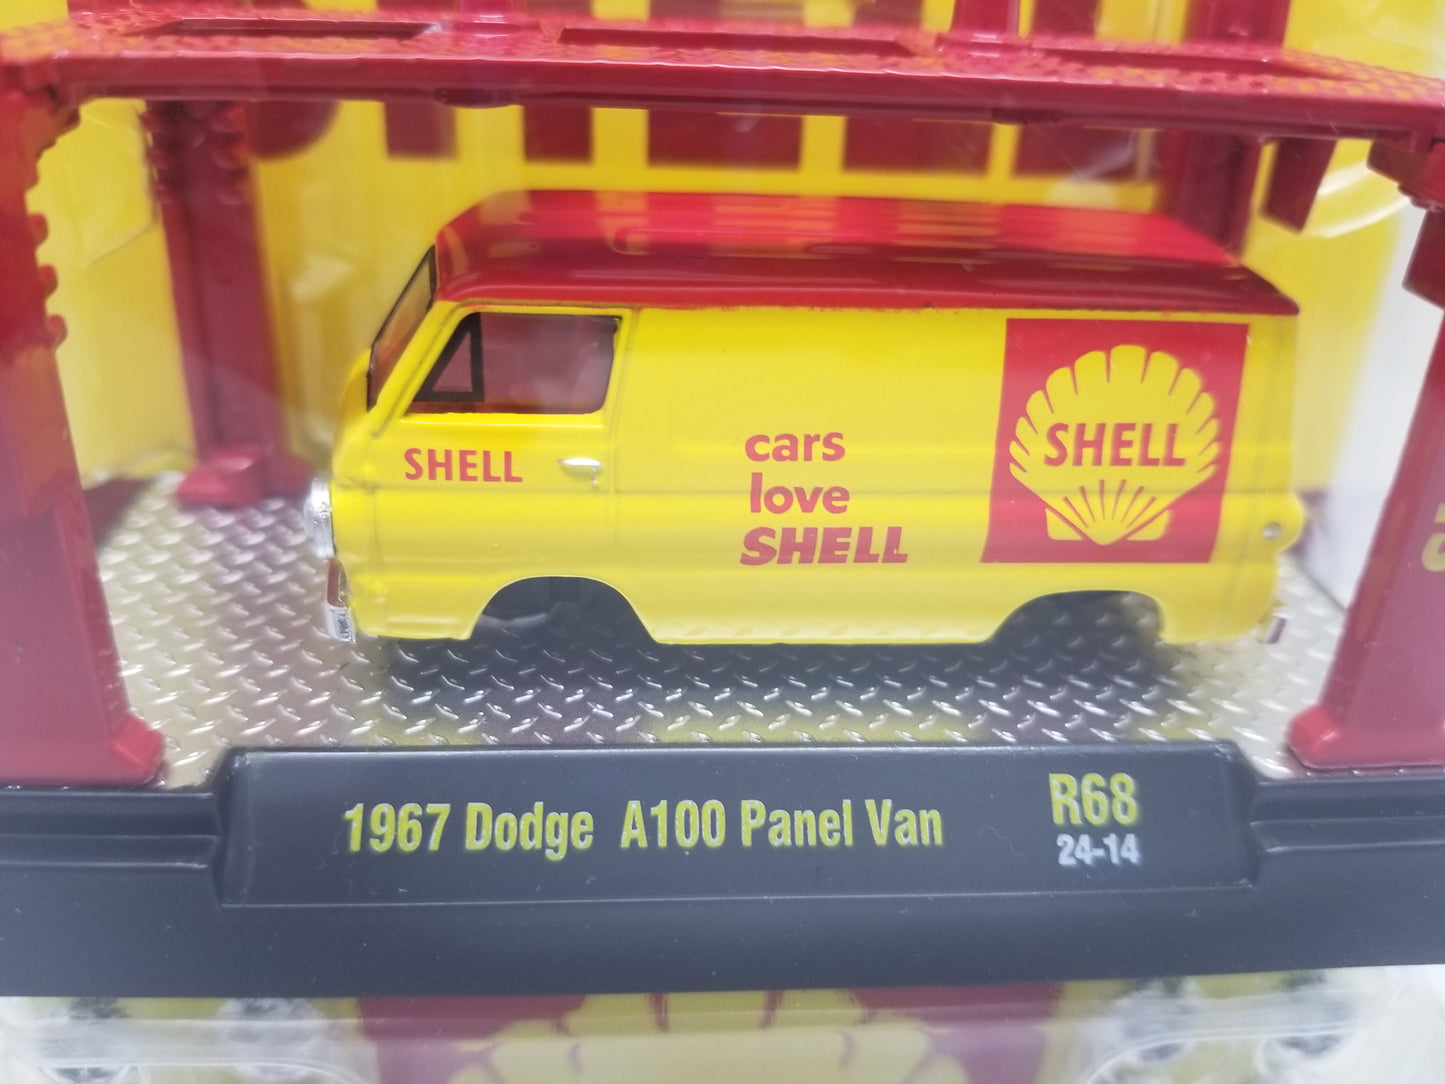 SHELL
cars
love
SHELL
SHELL
1967 Dodge A100 Panel Van
R68
24-14